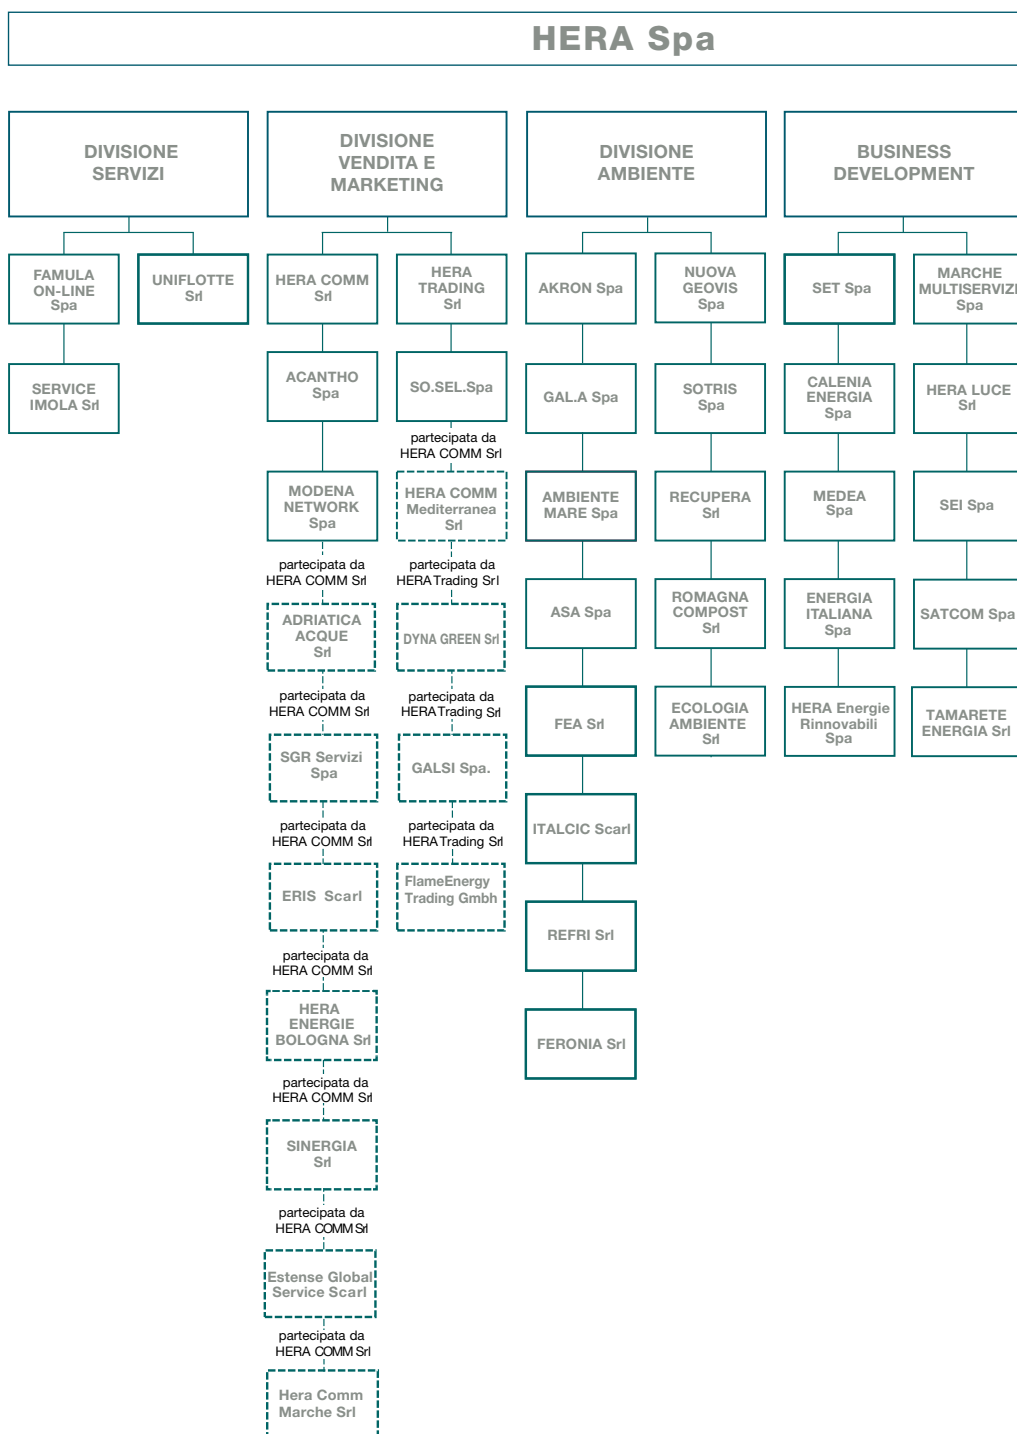 HERA Spa
DIVISIONE
SERVIZI
FAMULA
ON-LINE
Spa
UNIFLOTTE
Srl
SERVICE
IMOLA Srl
DIVISIONE
VENDITA E
MARKETING
HERA COMM
Srl
ACANTHO
Spa
MODENA
NETWORK
Spa
partecipata da
HERA COMM Srl
ADRIATICA
ACQUE
Srl
partecipata da
HERA COMM Srl
SGR Servizi
Spa
partecipata da
HERA COMM Srl
ERIS Scarl
partecipata da
HERA COMM Srl
HERA
ENERGIE
BOLOGNA Srl
partecipata da
HERA COMM Srl
SINERGIA
Srl
partecipata da
HERA COMM Srl
Estense Global
Service Scarl
partecipata da
HERA COMM Srl
Hera Comm
Marche Srl
HERA
TRADING
Srl
SO.SEL.Spa
partecipata da
HERA COMM Srl
HERA COMM
Mediterranea
Srl
partecipata da
HERA Trading Srl
DYNA GREEN Srl
partecipata da
HERA Trading Srl
GALSI Spa.
partecipata da
HERA Trading Srl
FlameEnergy
Trading Gmbh
DIVISIONE
AMBIENTE
AKRON Spa
GAL.A Spa
AMBIENTE
MARE Spa
ASA Spa
FEA Srl
ITALCIC Scarl
REFRI Srl
FERONIA Srl
NUOVA
GEOVIS
Spa
SOTRIS
Spa
RECUPERA
Srl
ROMAGNA
COMPOST
Srl
ECOLOGIA
AMBIENTE
Srl
BUSINESS
DEVELOPMENT
SET Spa
CALENIA
ENERGIA
Spa
MEDEA
Spa
ENERGIA
ITALIANA
Spa
HERA Energie
Rinnovabili
Spa
MARCHE
MULTISERVIZI
Spa
HERA LUCE
Srl
SEI Spa
SATCOM Spa
TAMARETE
ENERGIA Srl